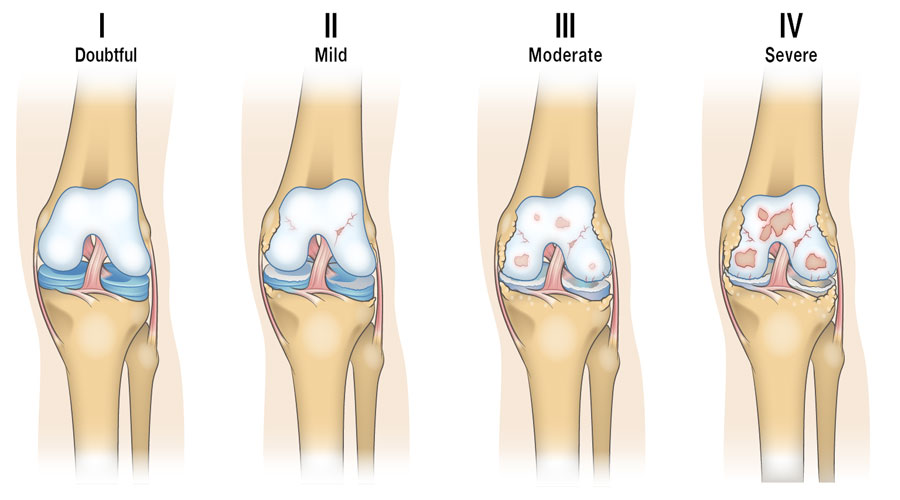 I
Doubtful
II
Mild
III
Moderate
IV
Severe